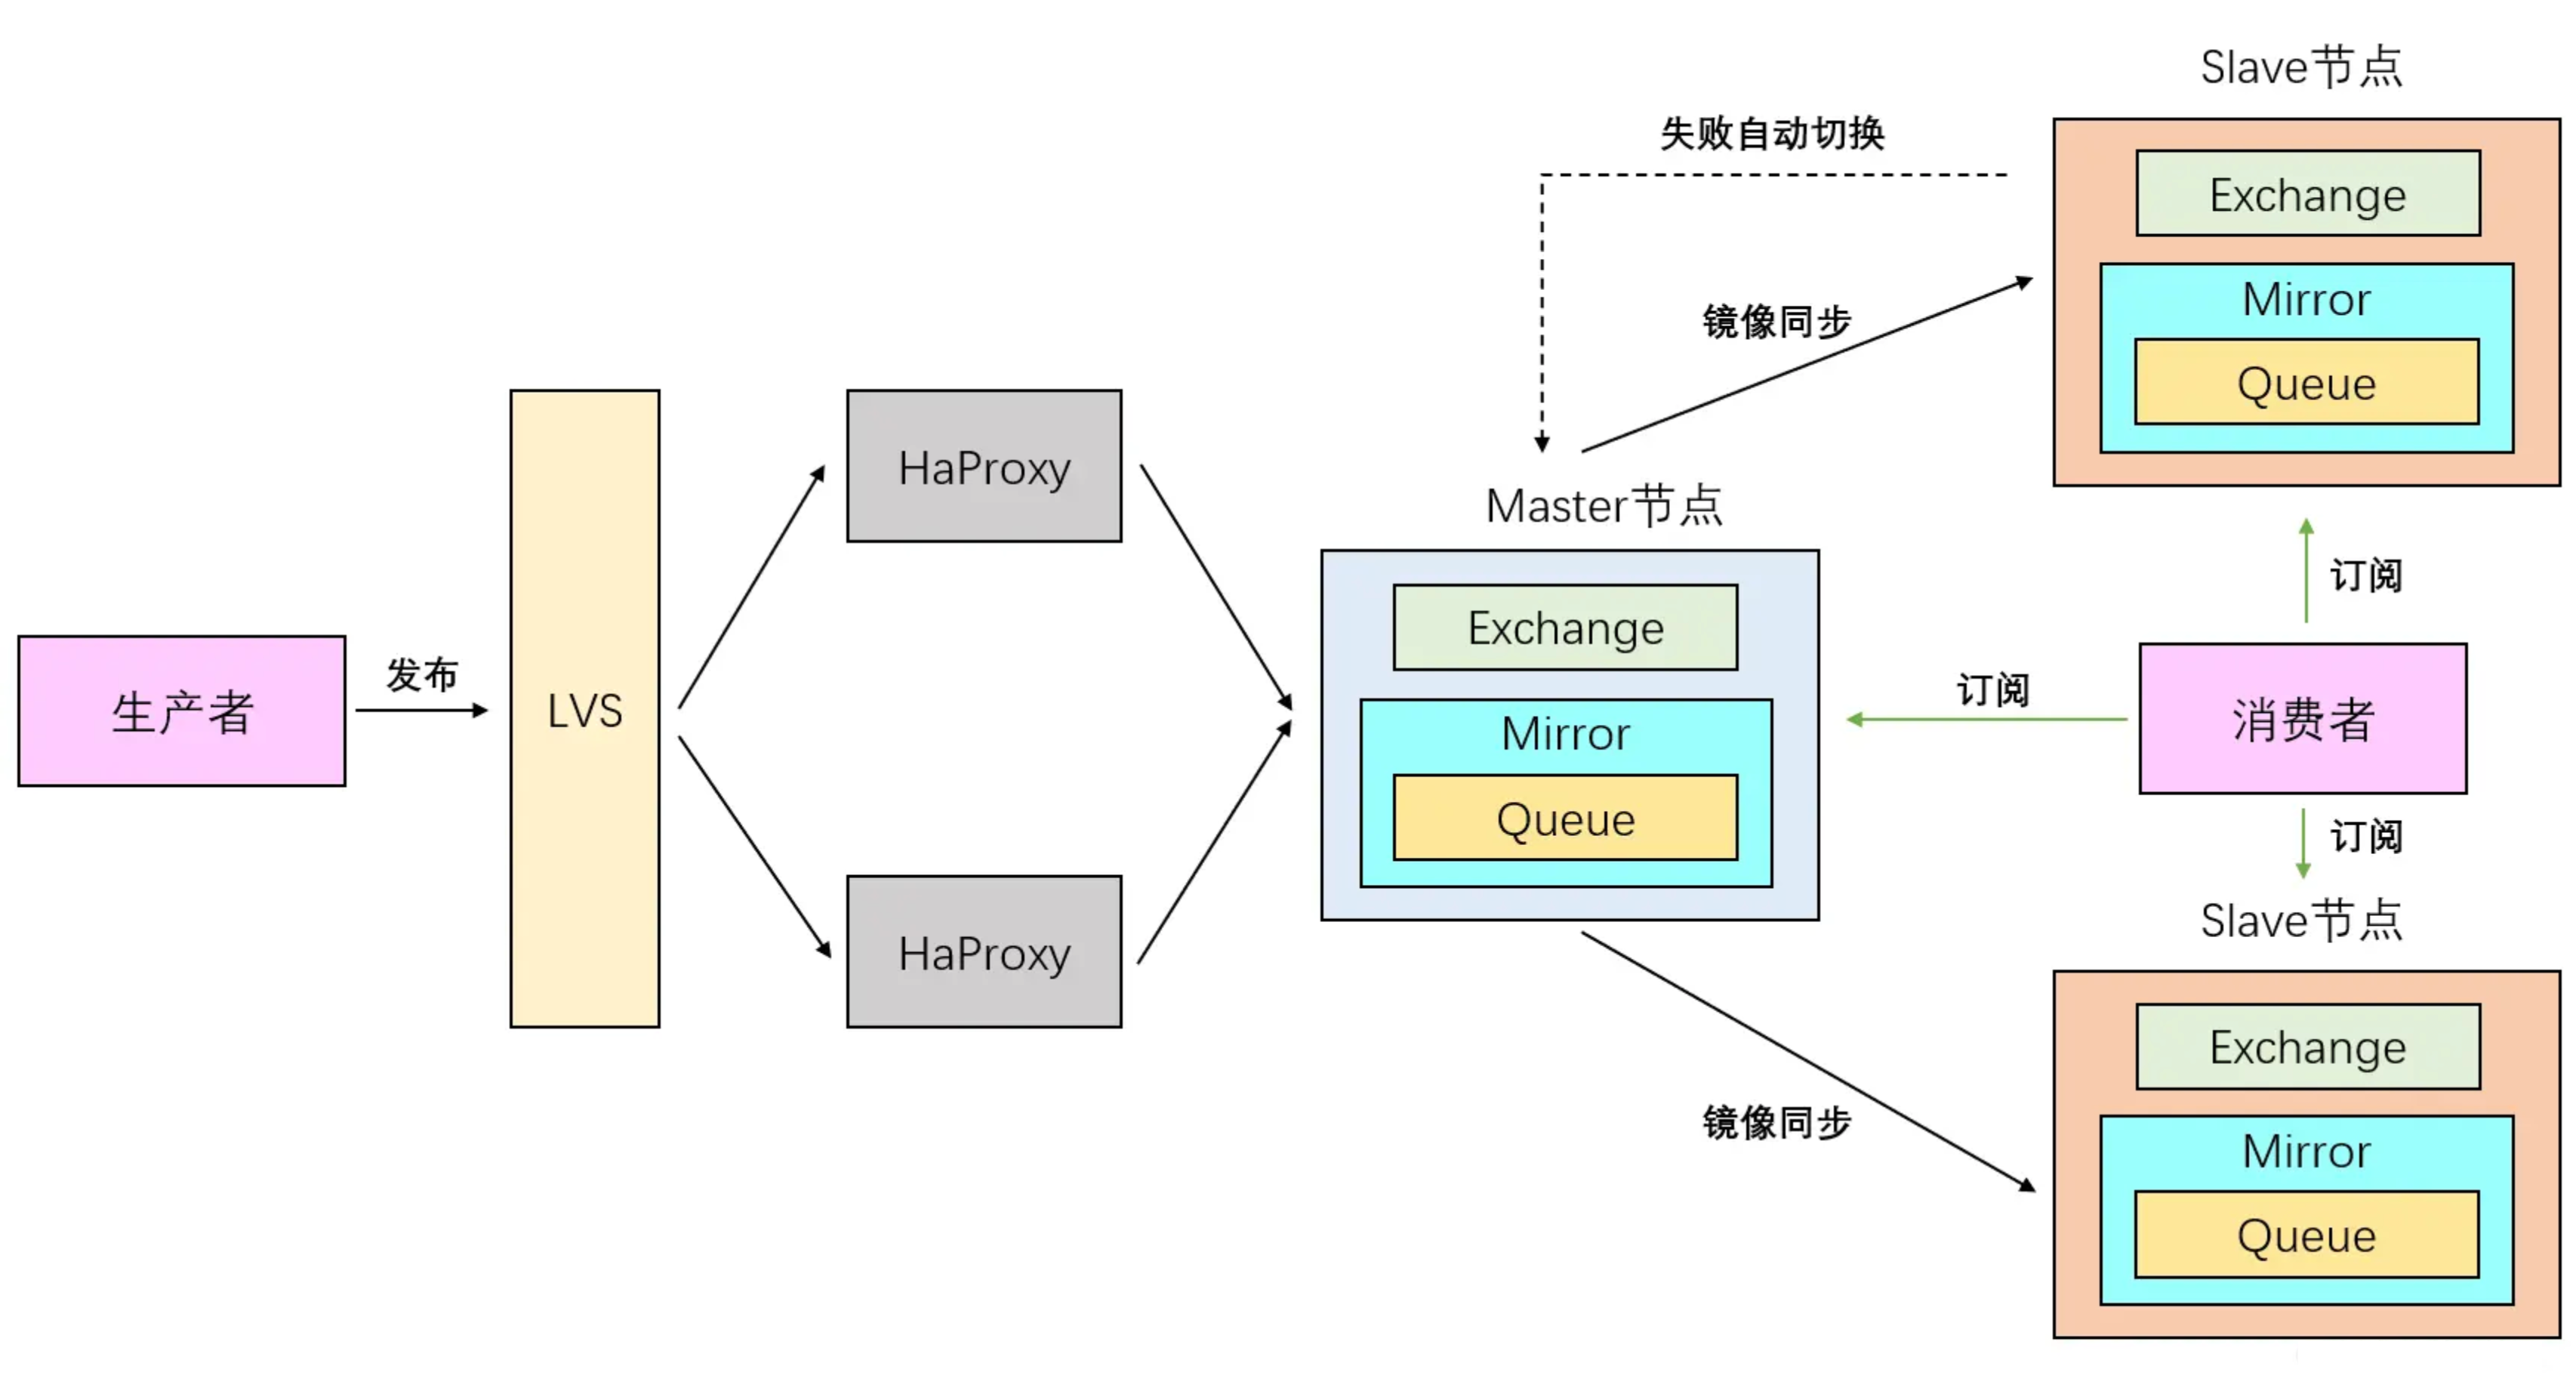 生产者
发布
LVS
HaProxy
HaProxy
失败自动切换
镜像同步
Master节点
Exchange
Mirror
Queue
镜像同步
Slave节点
Exchange
Mirror
Queue
订阅
订阅
消费者
订阅
Slave节点
Exchange
Mirror
Queue